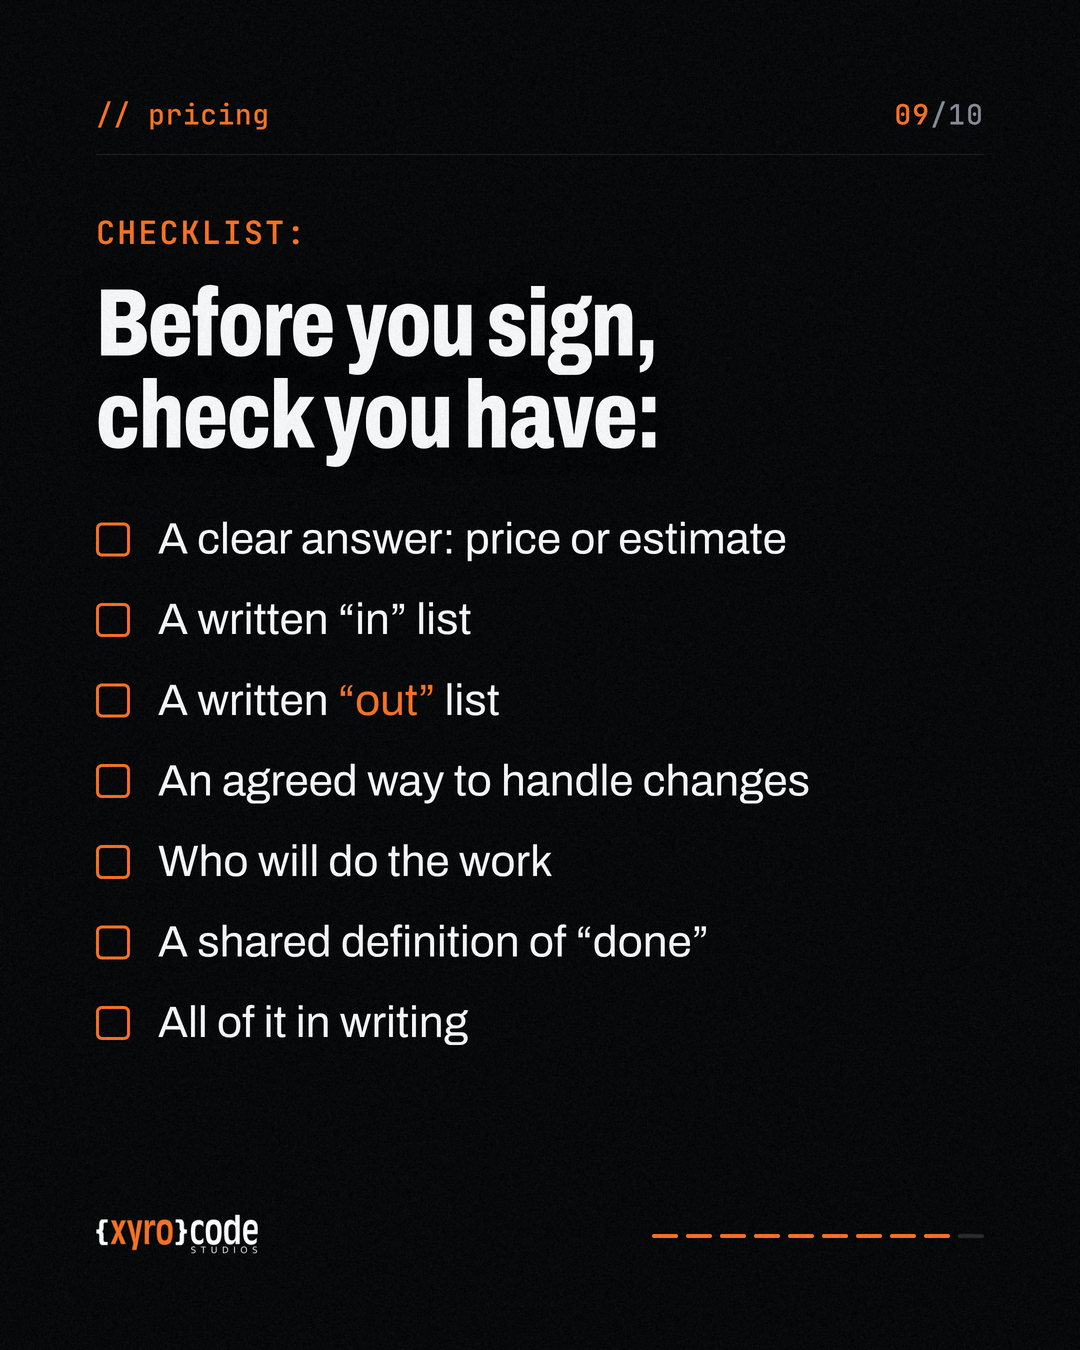 // pricing
09/10
CHECKLIST:
Before you sign,
check you have:
A clear answer: price or estimate
A written “in” list
A written “out” list
An agreed way to handle changes
Who will do the work
A shared definition of “done”
All of it in writing
{xyro}code
STUDIOS